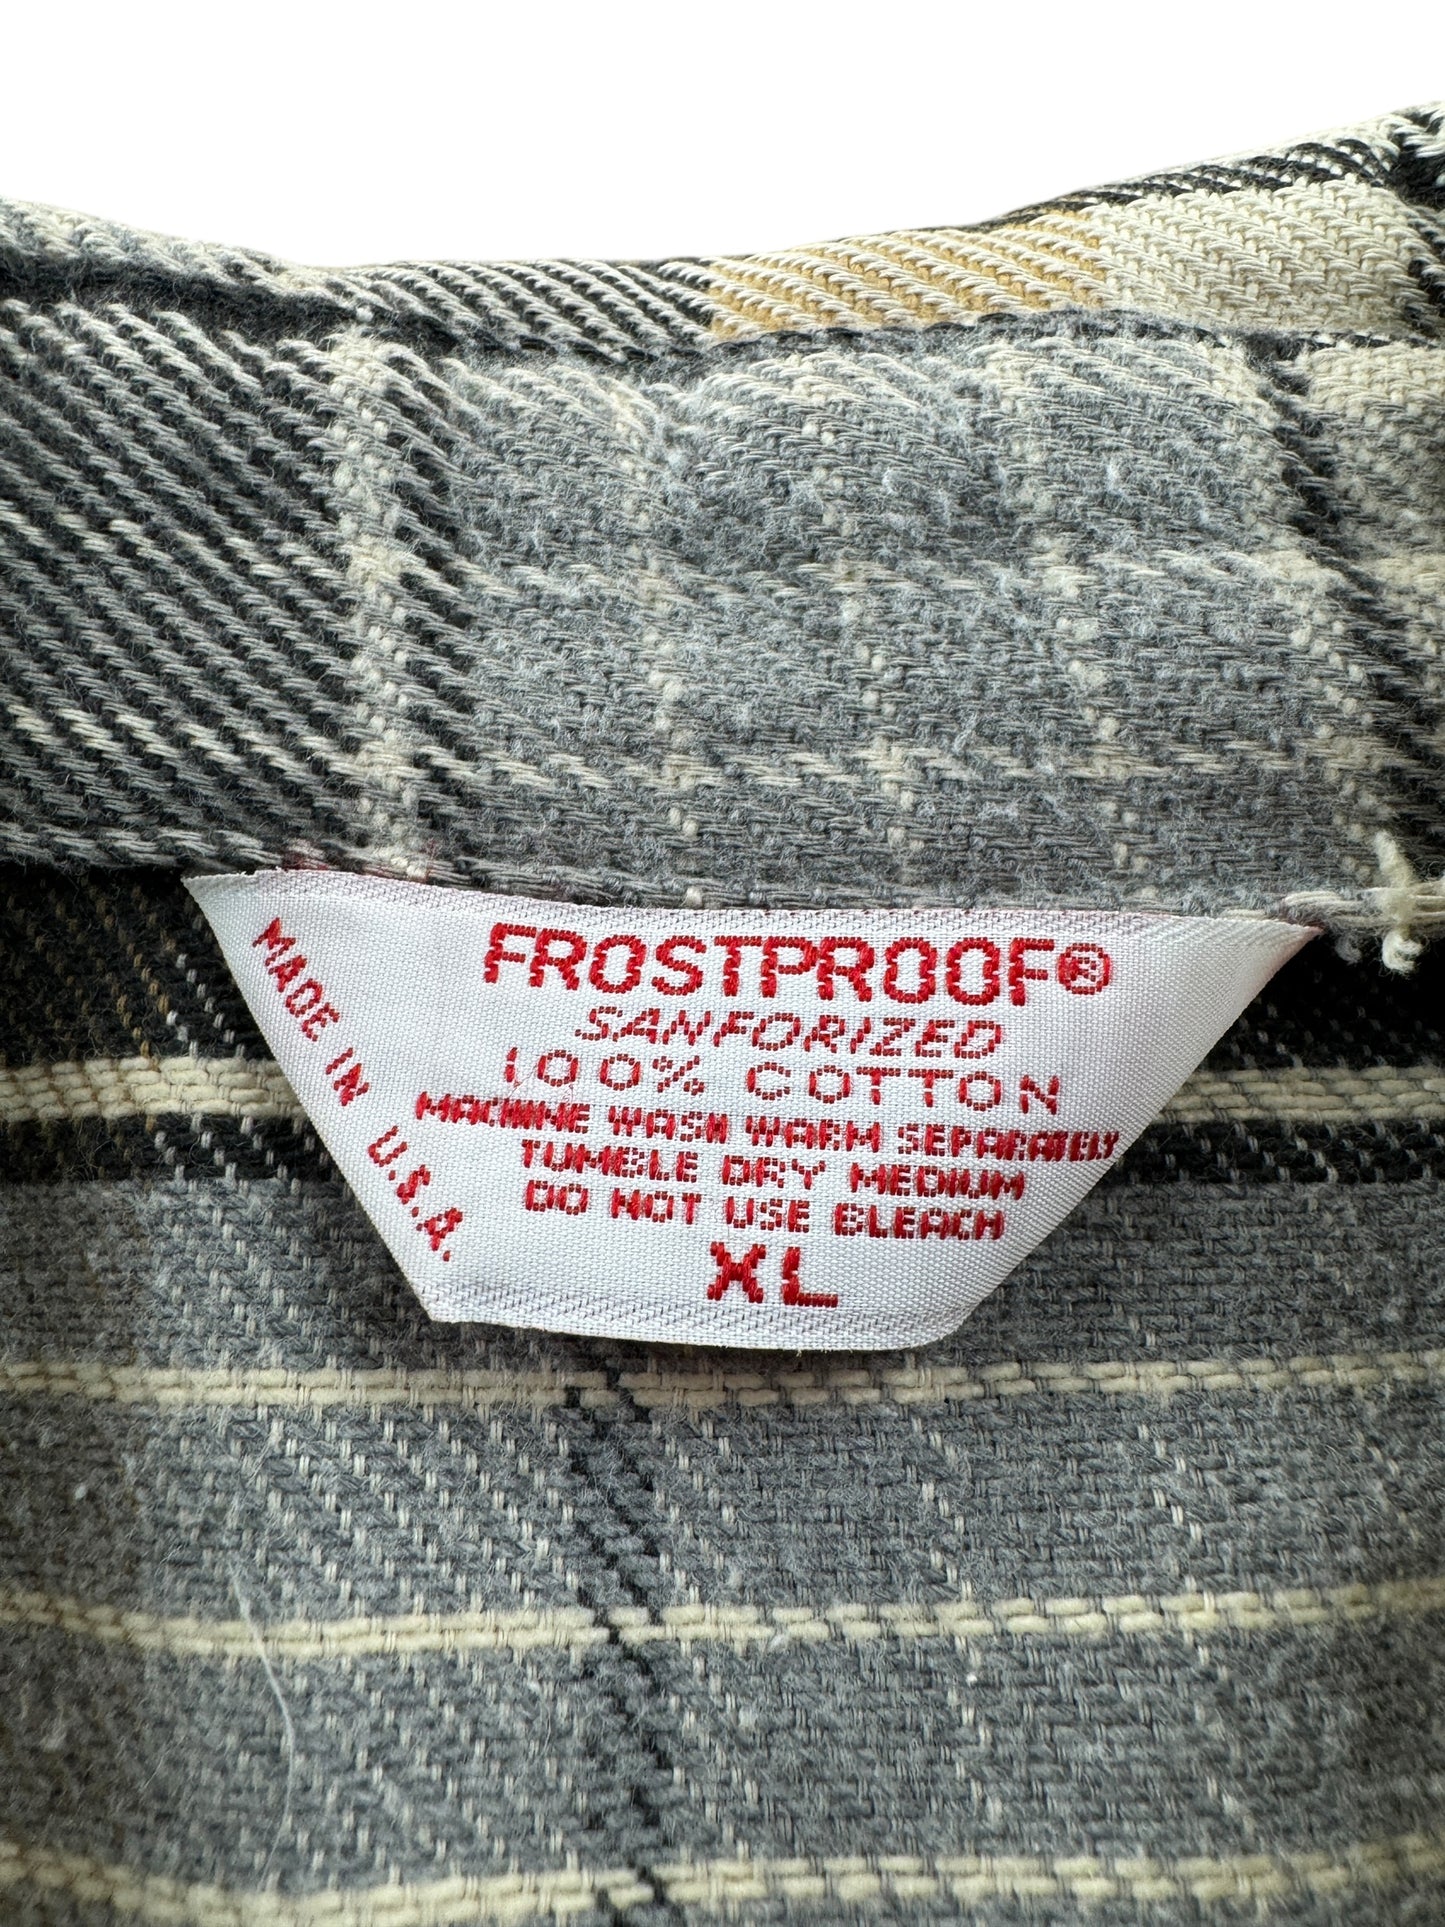 FROSTPROOF®
SANFORIZED
100% COTTON
MACHINE WASH WARM SEPARATELY
TUMBLE DRY MEDIUM
DO NOT USE BLEACH
XL
MADE IN U.S.A.